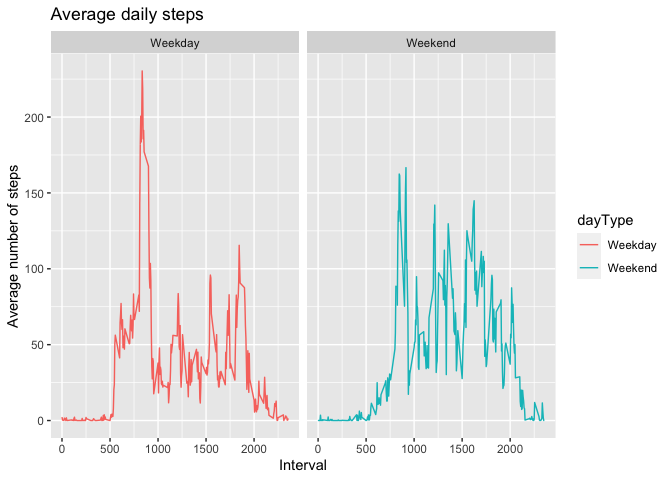 Average daily steps
Weekday
Weekend
Average number of steps
200
150
100
50
0
0 500 1000 1500 2000
0 500 1000 1500 2000
Interval
dayType
Weekday
Weekend